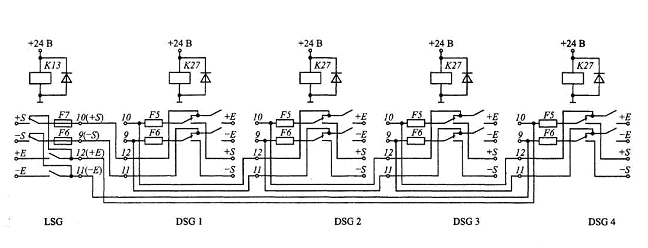 +24 В +24 В +24 В +24 В +24 В
K13 K27 K27 K27 K27
+S F7 10(+S) 10 F5 +E 10 F5 +E 10 F5 +E 10 F5 +E
−S F6 9(−S) 9 F6 −E 9 F6 −E 9 F6 −E 9 F6 −E
+E 12(+E) 12 +S 12 +S 12 +S 12 +S
−E 11(−E) 11 −S 11 −S 11 −S 11 −S
LSG DSG 1 DSG 2 DSG 3 DSG 4